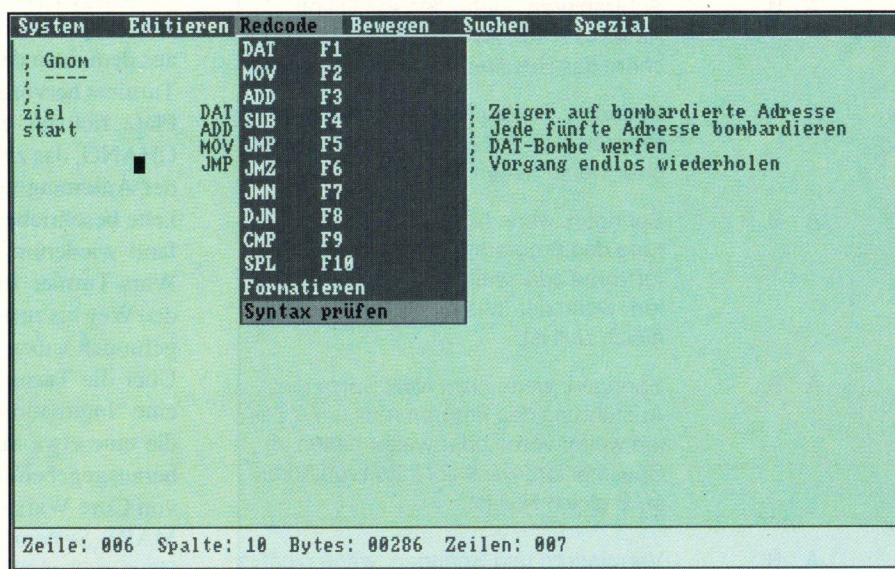 System Editieren Redcode Bewegen Suchen Spezial
; Gnom
; ----
;
ziel DAT ; Zeiger auf bombardierte Adresse
start ADD ; Jede fünfte Adresse bombardieren
MOV ; DAT-Bombe werfen
JMP ; Vorgang endlos wiederholen
DAT F1
MOV F2
ADD F3
SUB F4
JMP F5
JMZ F6
JMN F7
DJN F8
CMP F9
SPL F10
Formatieren
Syntax prüfen
Zeile: 006 Spalte: 10 Bytes: 00286 Zeilen: 007